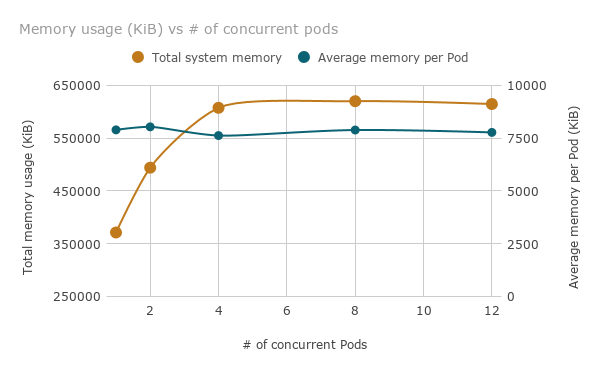 Memory usage (KiB) vs # of concurrent pods
Total system memory
Average memory per Pod
650000
550000
450000
350000
250000
10000
7500
5000
2500
0
2
4
6
8
10
12
Total memory usage (KiB)
Average memory per Pod (KiB)
# of concurrent Pods